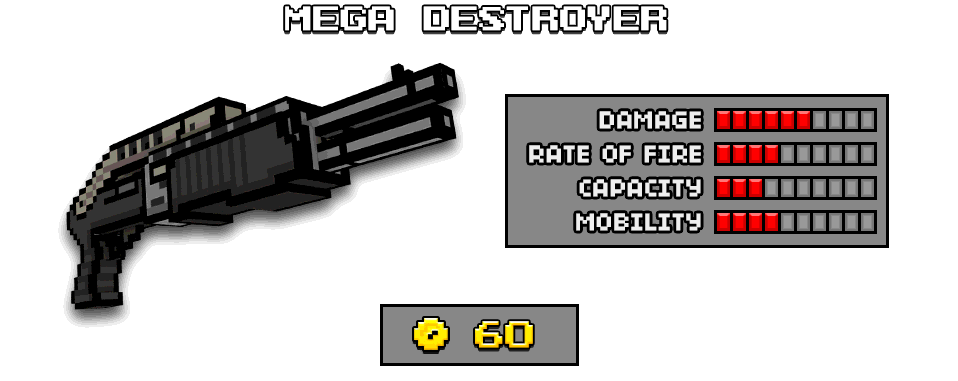 MEGA DESTROYER
DAMAGE
RATE OF FIRE
CAPACITY
MOBILITY
60